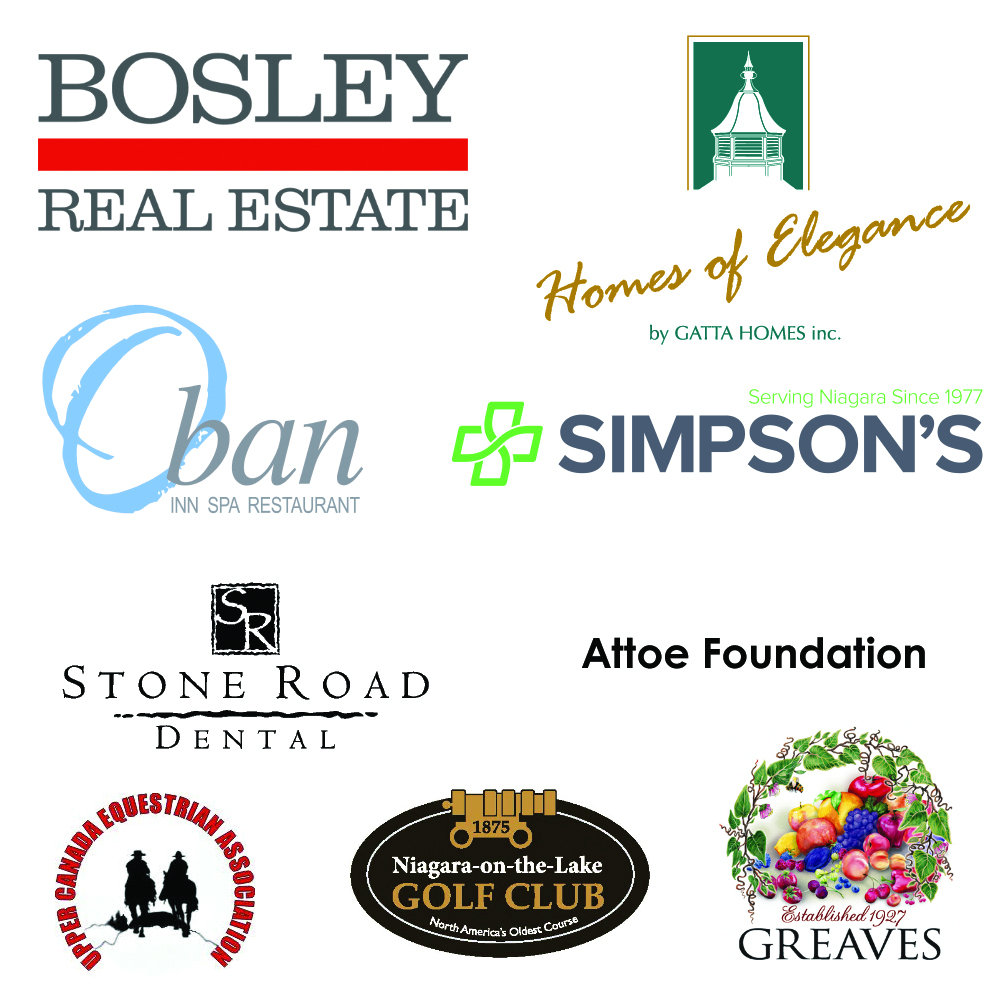 BOSLEY
REAL ESTATE
Homes of Elegance
by GATTA HOMES inc.
Oban
INN SPA RESTAURANT
Serving Niagara Since 1977
SIMPSON'S
SR
STONE ROAD
DENTAL
Attoe Foundation
UPPER CANADA EQUESTRIAN ASSOCIATION
1875
Niagara-on-the-Lake
GOLF CLUB
North America's Oldest Course
Established 1927
GREAVES